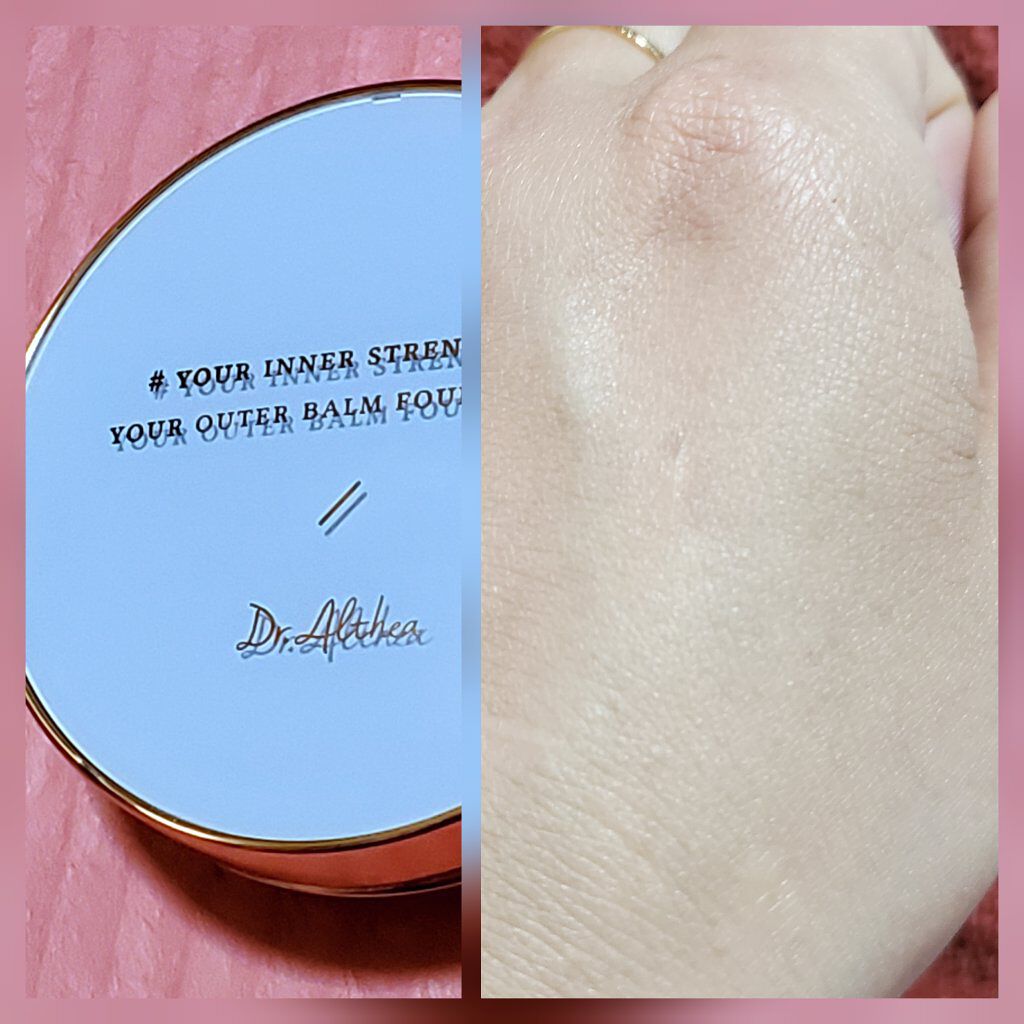 # YOUR INNER STREN
YOUR OUTER BALM FOU
Dr.Althea